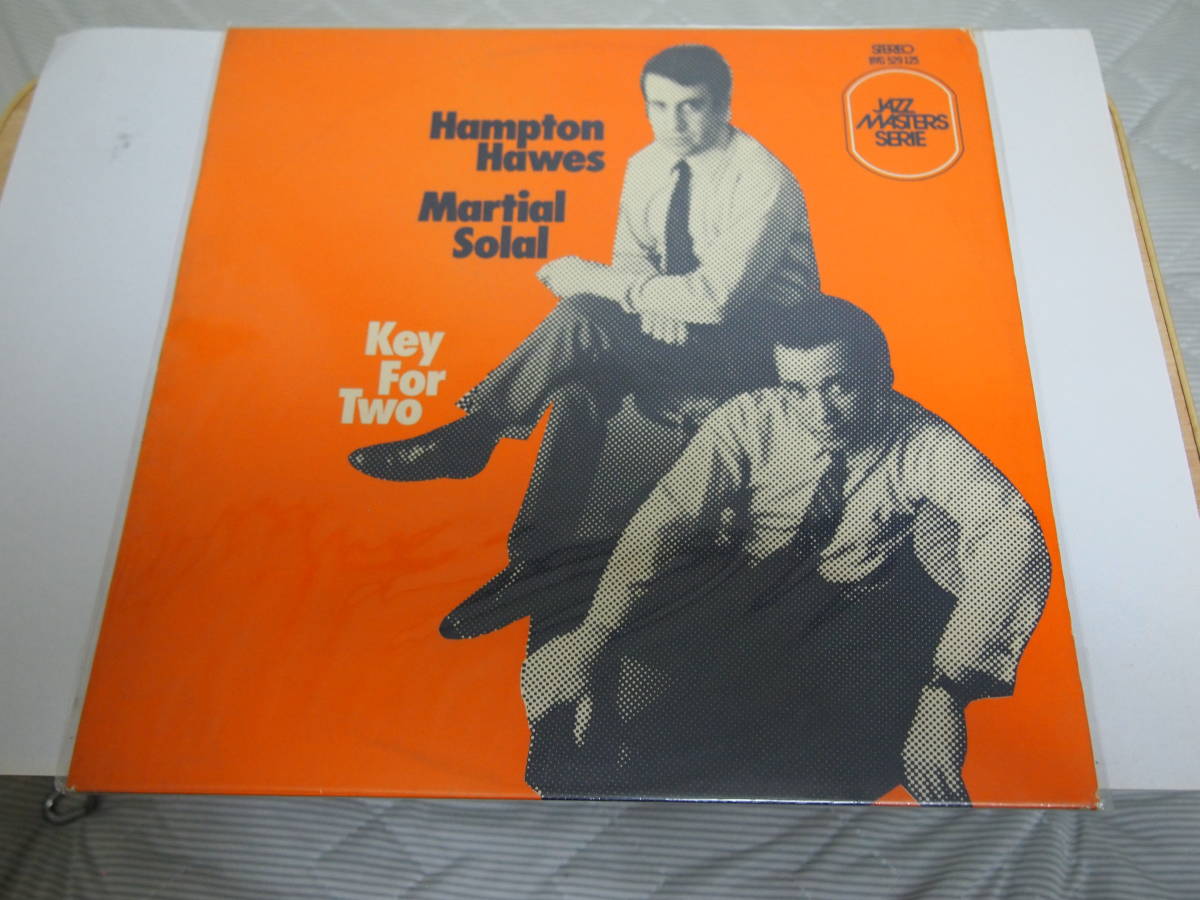 Hampton
Hawes
Martial
Solal
Key
For
Two
STEREO
JAZZ
MASTERS
SERIE